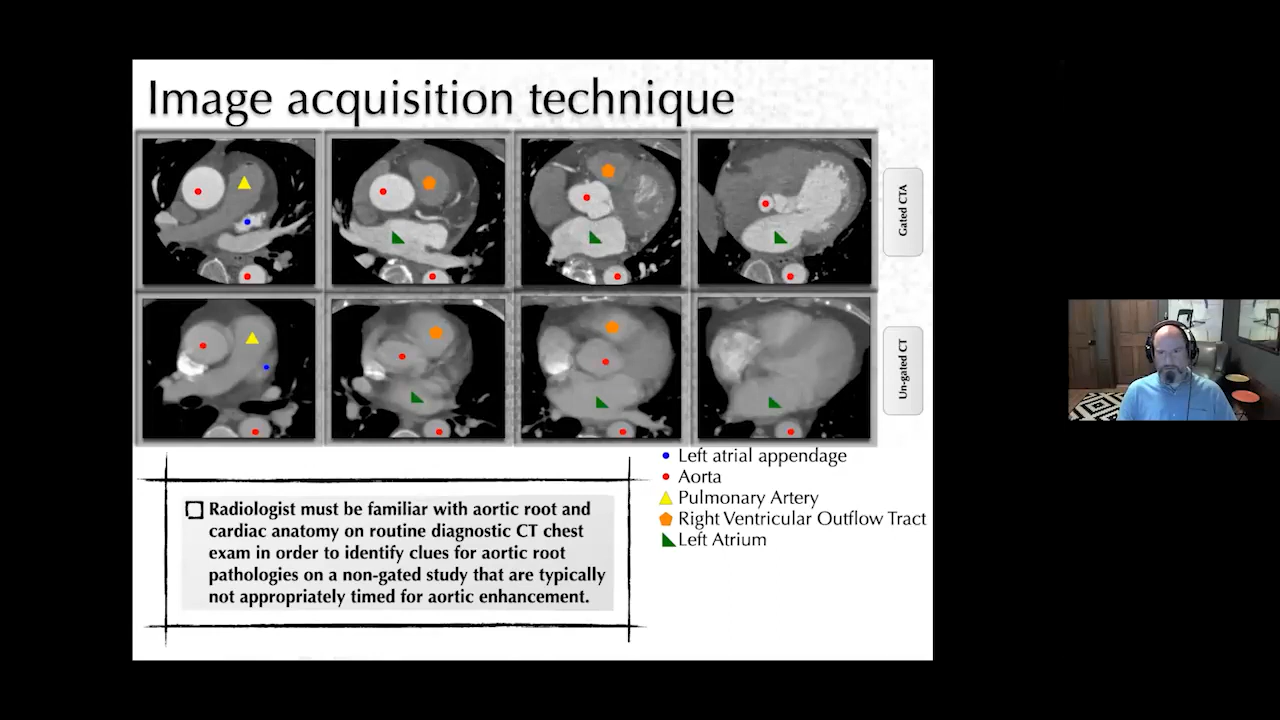 Image acquisition technique
Gated CTA
Un-gated CT
Left atrial appendage
Aorta
Pulmonary Artery
Right Ventricular Outflow Tract
Left Atrium
Radiologist must be familiar with aortic root and
cardiac anatomy on routine diagnostic CT chest
exam in order to identify clues for aortic root
pathologies on a non-gated study that are typically
not appropriately timed for aortic enhancement.